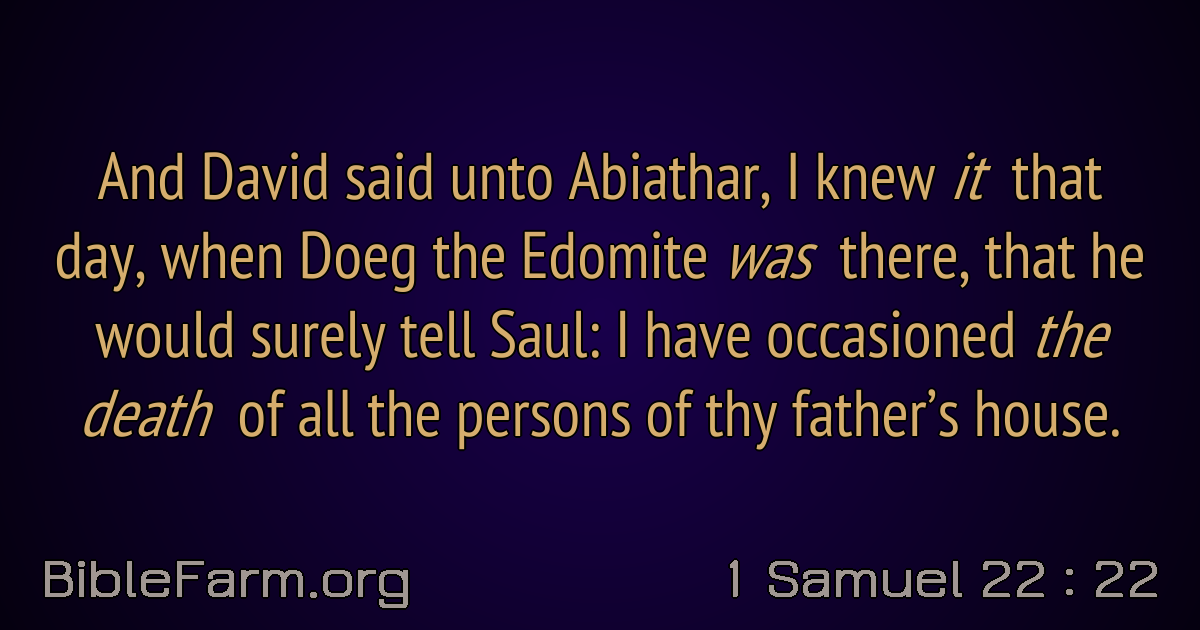 And David said unto Abiathar, I knew it that
day, when Doeg the Edomite was there, that he
would surely tell Saul: I have occasioned the
death of all the persons of thy father’s house.
BibleFarm.org
1 Samuel 22 : 22